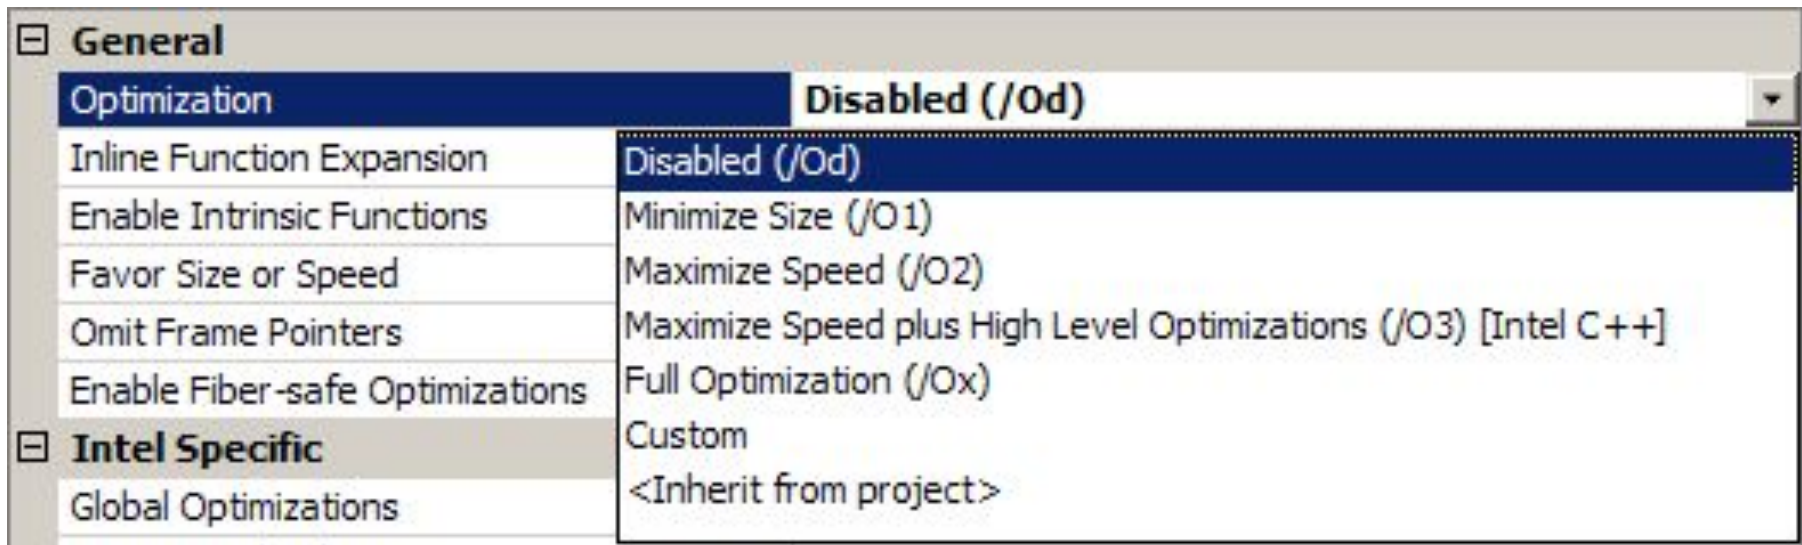 General
Optimization Disabled (/Od)
Inline Function Expansion Disabled (/Od)
Enable Intrinsic Functions Minimize Size (/O1)
Favor Size or Speed Maximize Speed (/O2)
Omit Frame Pointers Maximize Speed plus High Level Optimizations (/O3) [Intel C++]
Enable Fiber-safe Optimizations Full Optimization (/Ox)
Intel Specific Custom
Global Optimizations <Inherit from project>